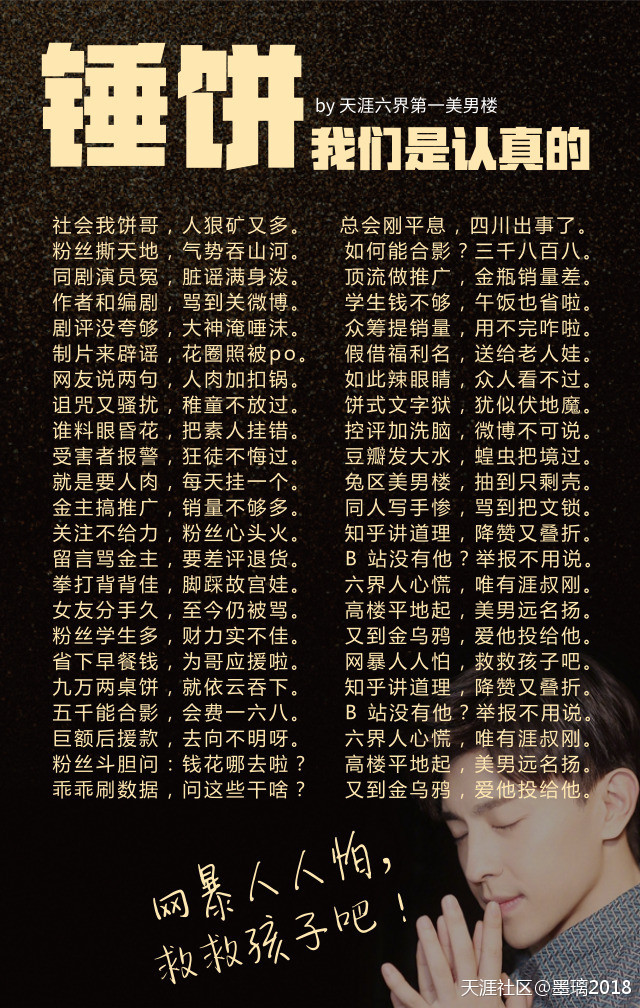 锤饼
by 天涯六界第一美男楼
我们是认真的
社会我饼哥，人狠矿又多。
粉丝撕天地，气势吞山河。
同剧演员冤，脏谣满身泼。
作者和编剧，骂到关微博。
剧评没夸够，大神淹唾沫。
制片来辟谣，花圈照被po。
网友说两句，人肉加扣锅。
诅咒又骚扰，稚童不放过。
谁料眼昏花，把素人挂错。
受害者报警，狂徒不悔过。
就是要人肉，每天挂一个。
金主搞推广，销量不够多。
关注不给力，粉丝心头火。
留言骂金主，要差评退货。
拳打背背佳，脚踩故宫娃。
女友分手久，至今仍被骂。
粉丝学生多，财力实不佳。
省下早餐钱，为哥应援啦。
九万两桌饼，就依云吞下。
五千能合影，会费一六八。
巨额后援款，去向不明呀。
粉丝斗胆问：钱花哪去啦？
乖乖刷数据，问这些干啥？
总会刚平息，四川出事了。
如何能合影？三千八百八。
顶流做推广，金瓶销量差。
学生钱不够，午饭也省啦。
众筹提销量，用不完咋啦。
假借福利名，送给老人娃。
如此辣眼睛，众人看不过。
饼式文字狱，犹似伏地魔。
控评加洗脑，微博不可说。
豆瓣发大水，蝗虫把境过。
兔区美男楼，抽到只剩壳。
同人写手惨，骂到把文锁。
知乎讲道理，降赞又叠折。
B 站没有他？举报不用说。
六界人心慌，唯有涯叔刚。
高楼平地起，美男远名扬。
又到金乌鸦，爱他投给他。
网暴人人怕，救救孩子吧。
知乎讲道理，降赞又叠折。
B 站没有他？举报不用说。
六界人心慌，唯有涯叔刚。
高楼平地起，美男远名扬。
又到金乌鸦，爱他投给他。
网暴人人怕，
救救孩子吧！
天涯社区@墨璃2018